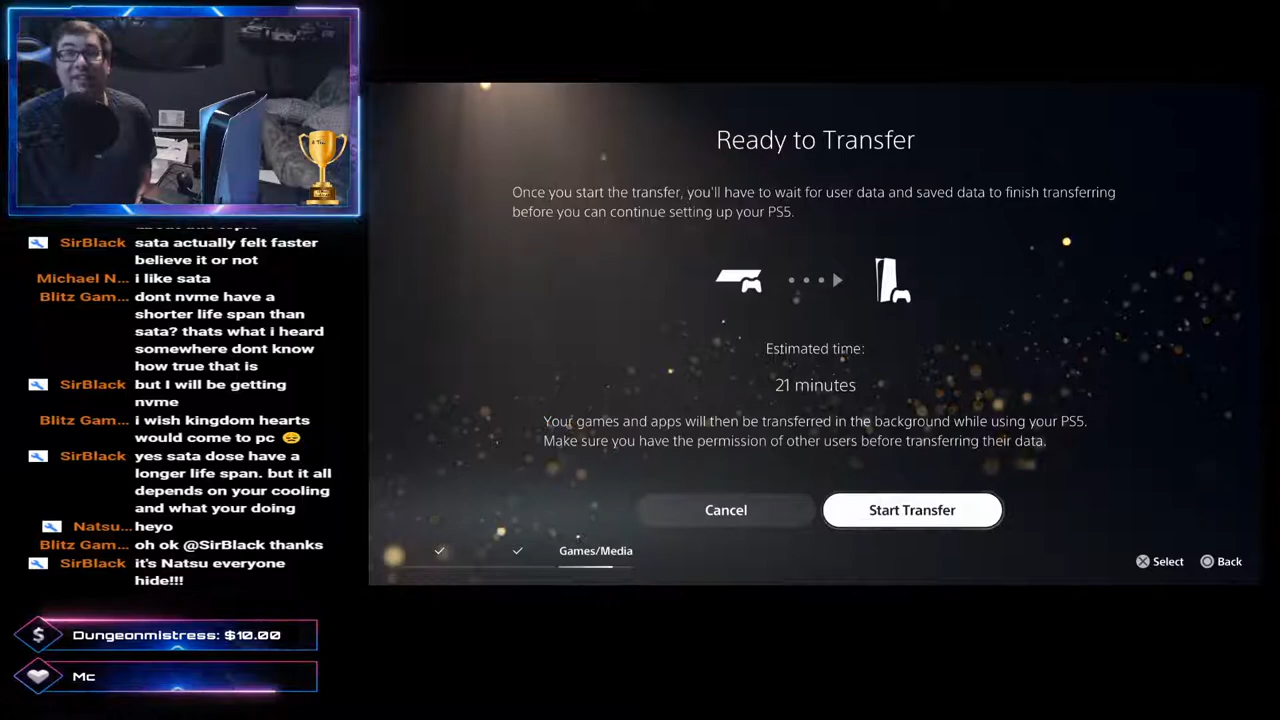 SirBlack sata actually felt faster
believe it or not
Michael N... i like sata
Blitz Gam... dont nvme have a
shorter life span than
sata? thats what i heard
somewhere dont know
how true that is
SirBlack but I will be getting
nvme
Blitz Gam... i wish kingdom hearts
would come to pc 😔
SirBlack yes sata dose have a
longer life span. but it all
depends on your cooling
and what your doing
Natsu... heyo
Blitz Gam... oh ok @SirBlack thanks
SirBlack it's Natsu everyone
hide!!!
$ Dungeonmistress: $10.00
Mc
Ready to Transfer
Once you start the transfer, you'll have to wait for user data and saved data to finish transferring
before you can continue setting up your PS5.
Estimated time:
21 minutes
Your games and apps will then be transferred in the background while using your PS5.
Make sure you have the permission of other users before transferring their data.
Cancel
Start Transfer
Games/Media
Select
Back